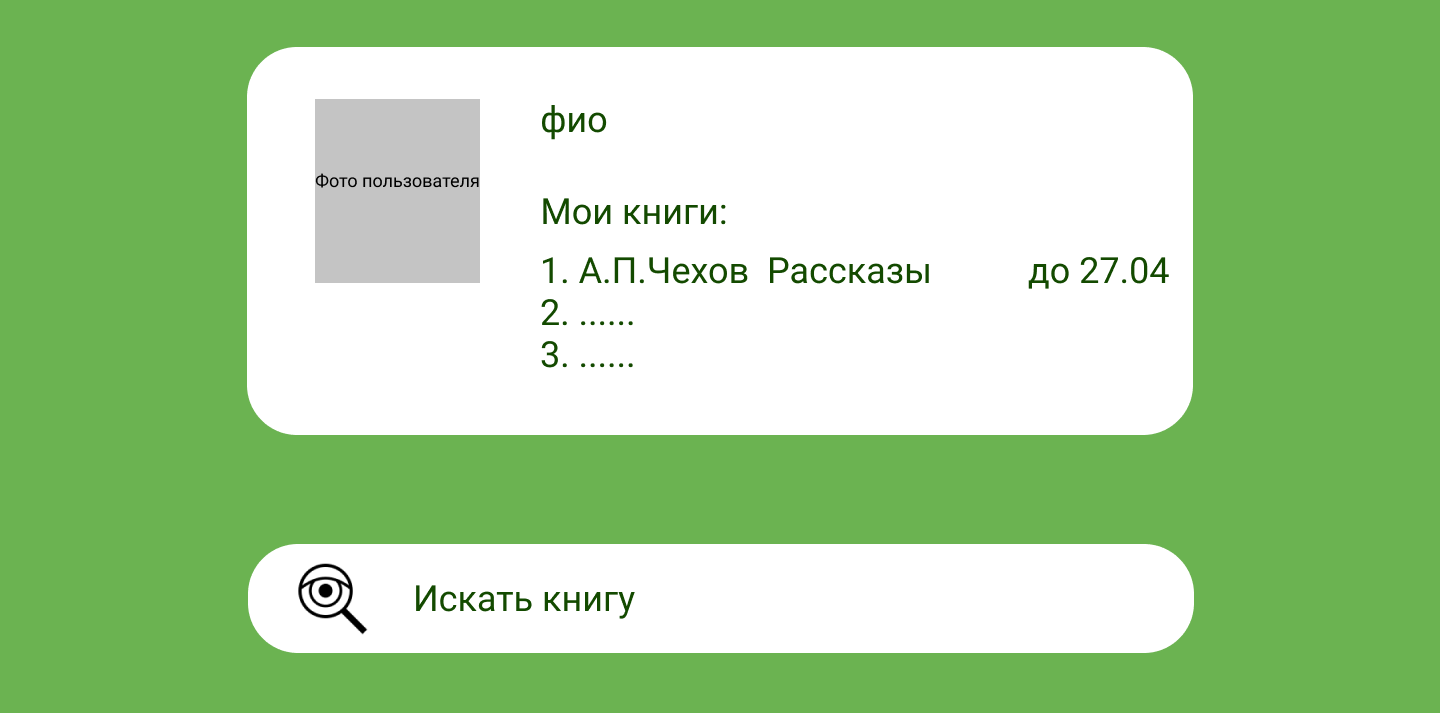 Фото пользователя
фио
Мои книги:
1. А.П.Чехов Рассказы до 27.04
2. ......
3. ......
Искать книгу